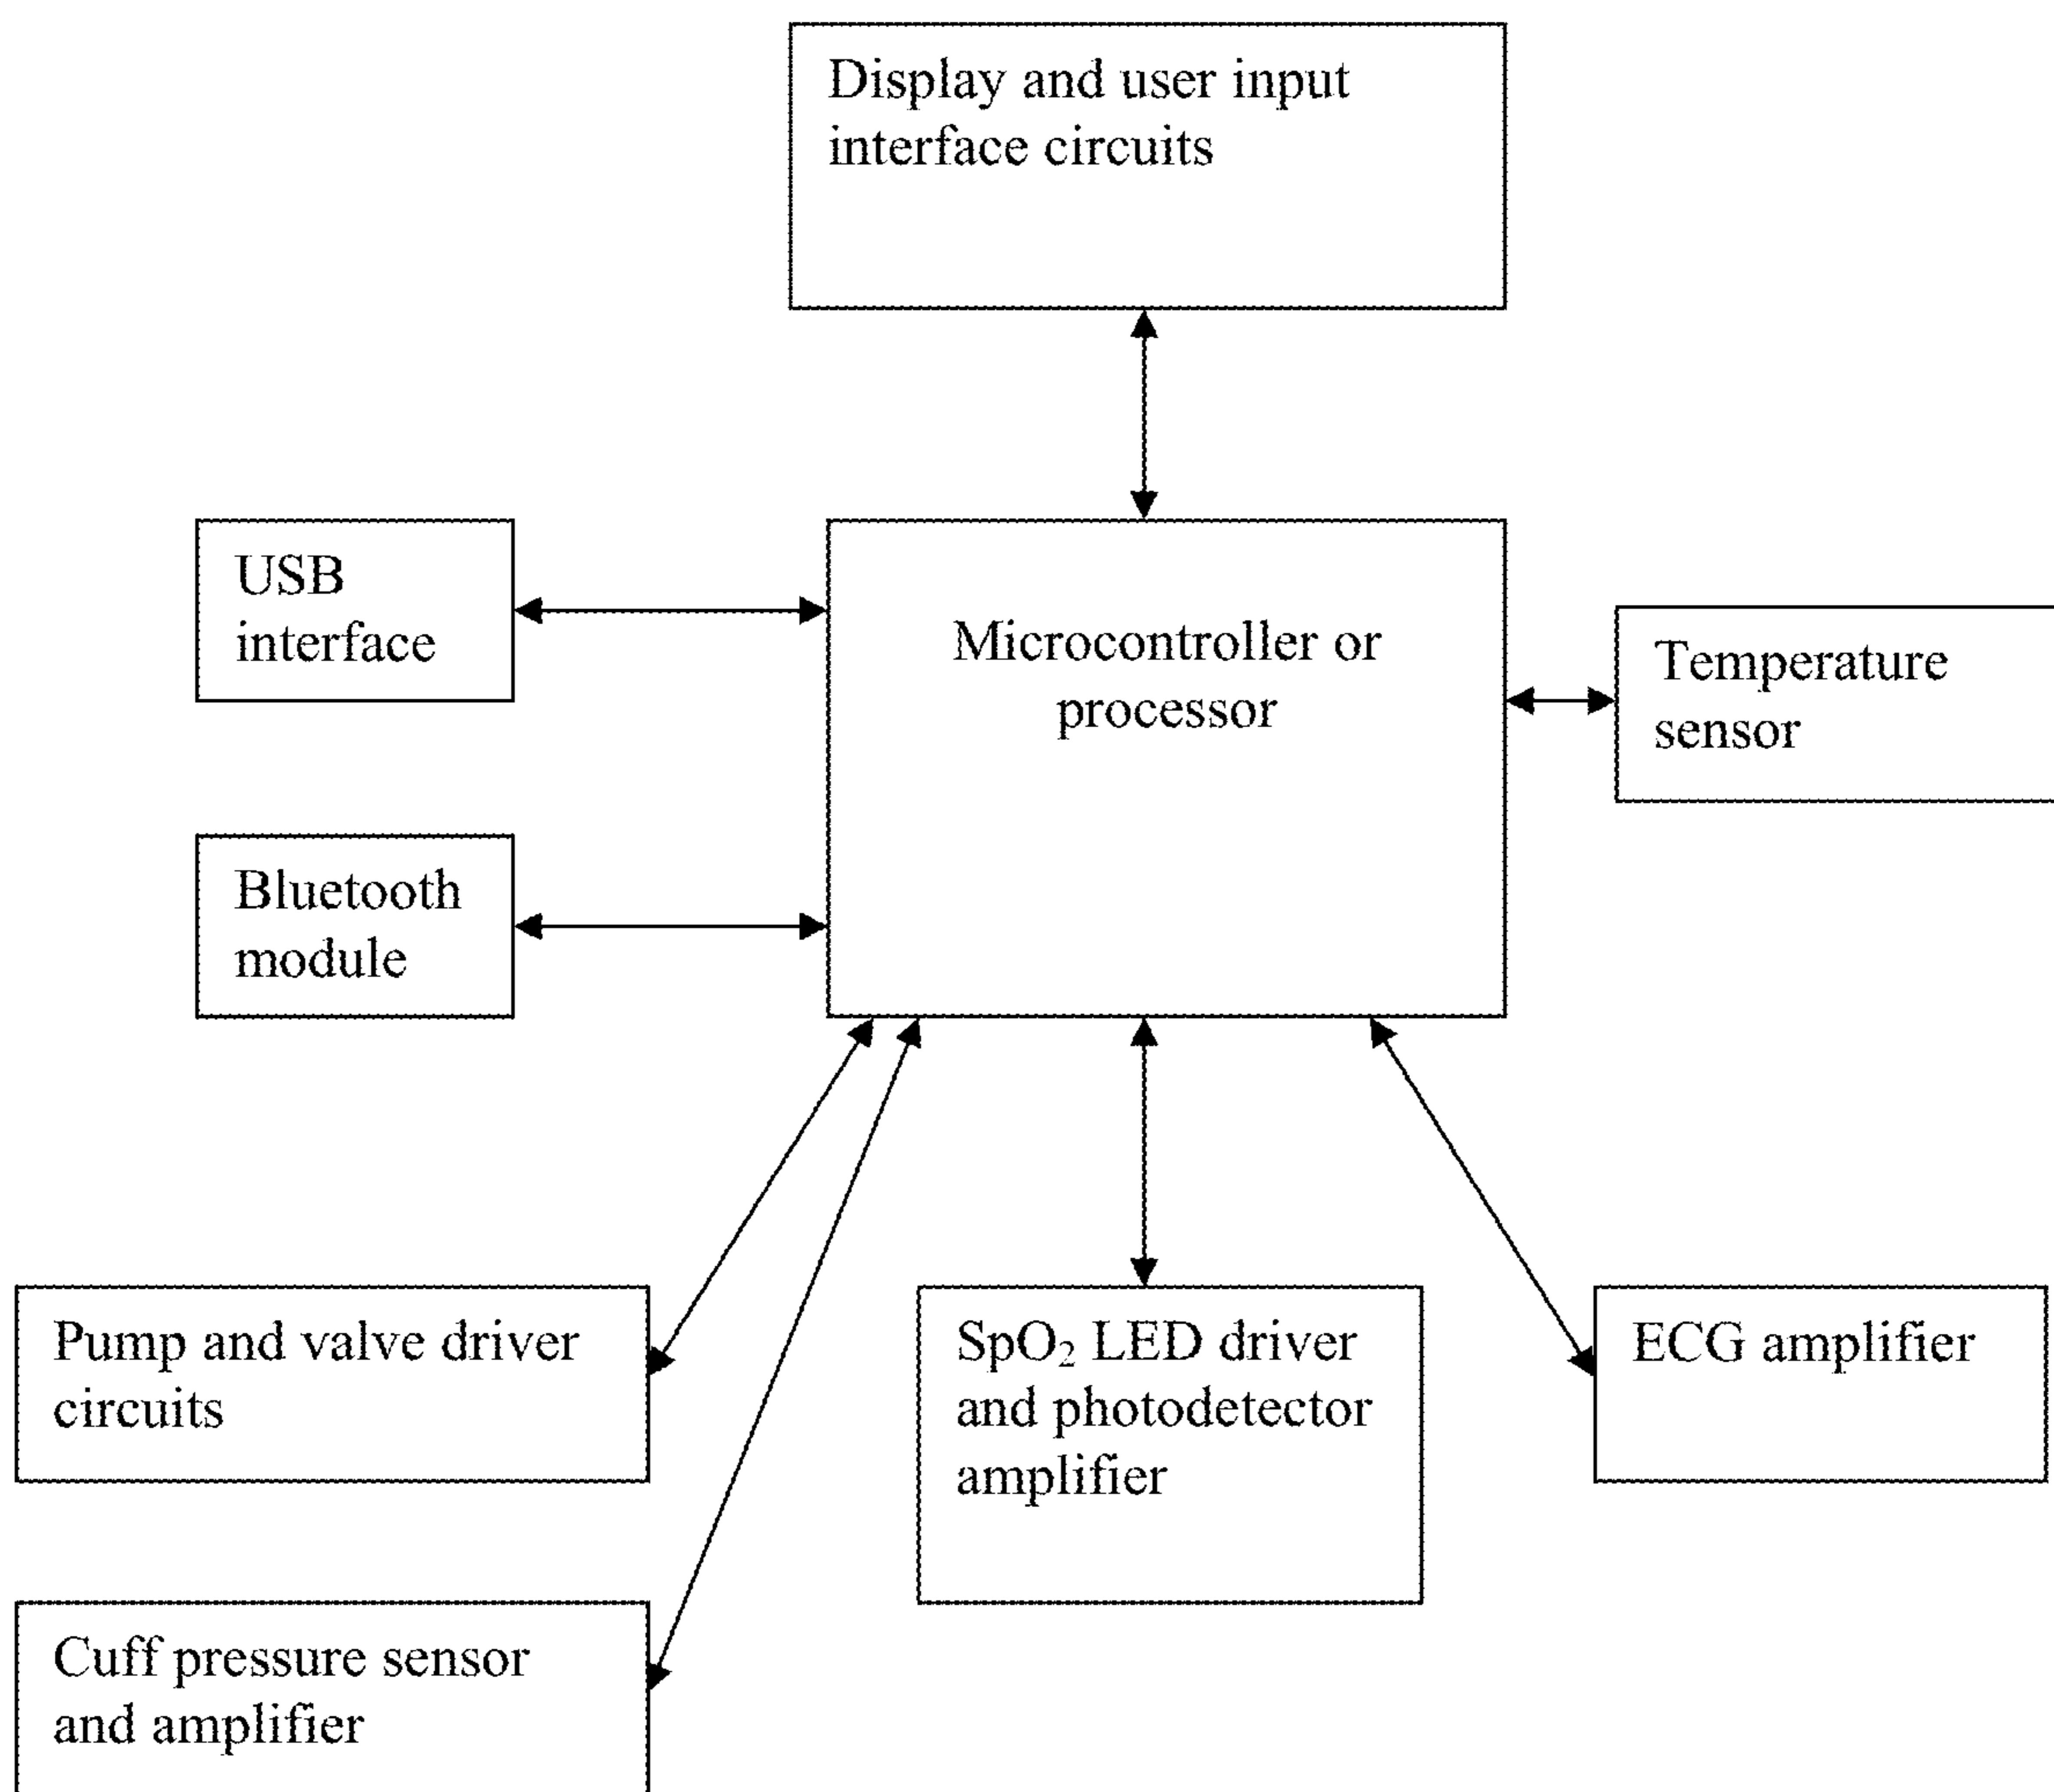 Display and user input
interface circuits
USB
interface
Microcontroller or
processor
Temperature
sensor
Bluetooth
module
Pump and valve driver
circuits
SpO₂ LED driver
and photodetector
amplifier
ECG amplifier
Cuff pressure sensor
and amplifier